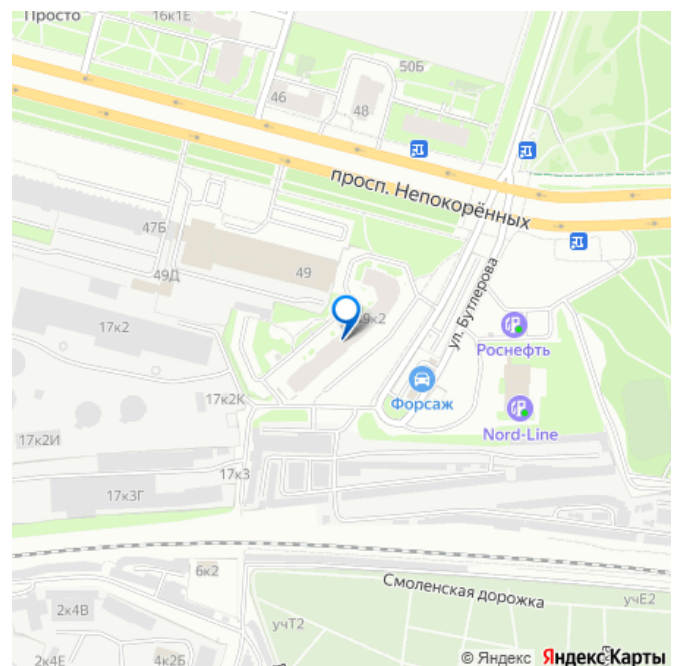 Просто
16к1Е
50Б
46
48
просп. Непокорённых
47Б
49
49Д
ул. Бутлерова
17к2
49к2
Роснефть
Форсаж
17к2К
Nord-Line
17к2И
17к3
17к3Г
6к2
Смоленская дорожка
учЕ2
2к4В
учТ2
2к4Е
4к2Б
© Яндекс Яндекс Карты